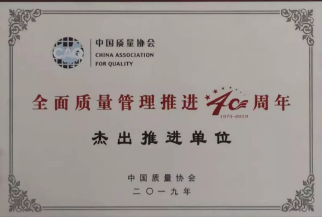 中国质量协会
CHINA ASSOCIATION
FOR QUALITY
全面质量管理推进40周年
1979-2019
杰出推进单位
中国质量协会
二〇一九年